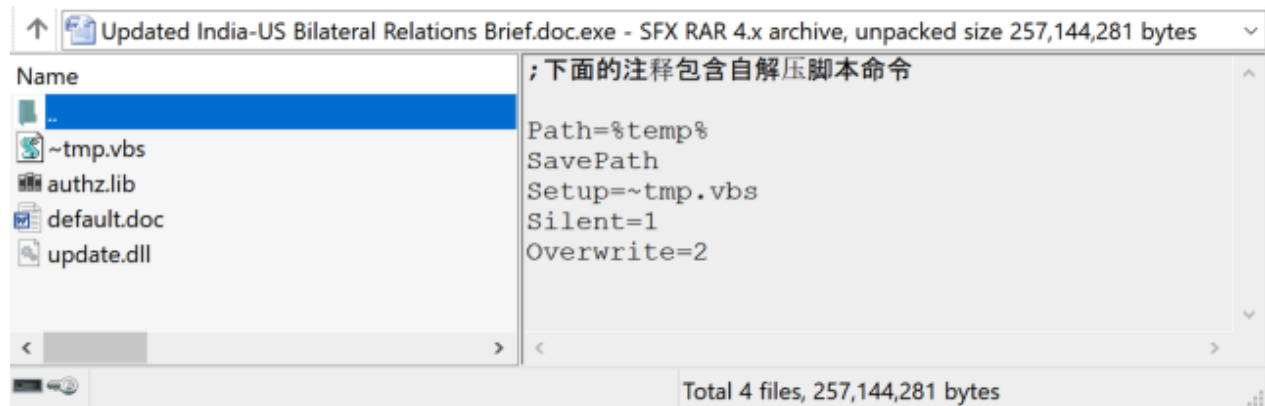 Updated India-US Bilateral Relations Brief.doc.exe - SFX RAR 4.x archive, unpacked size 257,144,281 bytes
Name
..
~tmp.vbs
authz.lib
default.doc
update.dll
;下面的注释包含自解压脚本命令
Path=%temp%
SavePath
Setup=~tmp.vbs
Silent=1
Overwrite=2
Total 4 files, 257,144,281 bytes